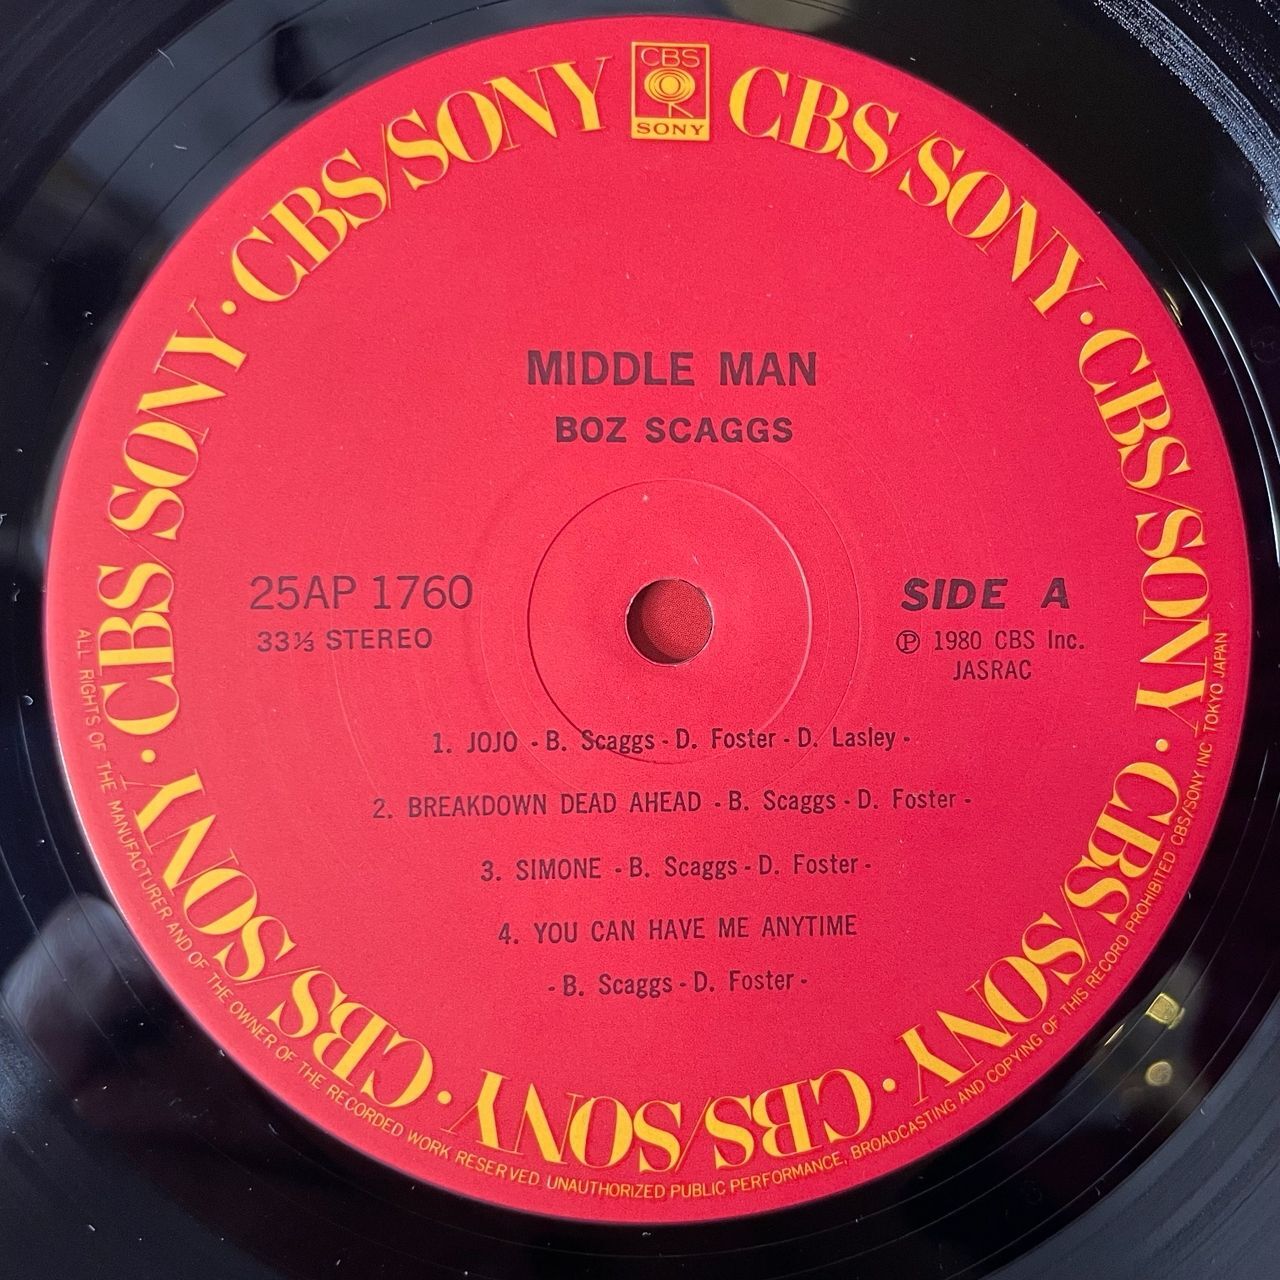 CBS
SONY
CBS/SONY · CBS/SONY · CBS/SONY · CBS/SONY · CBS/SONY · CBS/SONY · CBS/SONY
MIDDLE MAN
BOZ SCAGGS
25AP 1760
33⅓ STEREO
SIDE A
Ⓟ 1980 CBS Inc.
JASRAC
1. JOJO - B. Scaggs - D. Foster - D. Lasley -
2. BREAKDOWN DEAD AHEAD - B. Scaggs - D. Foster -
3. SIMONE - B. Scaggs - D. Foster -
4. YOU CAN HAVE ME ANYTIME
- B. Scaggs - D. Foster -
ALL RIGHTS OF THE MANUFACTURER AND OF THE OWNER OF THE RECORDED WORK RESERVED. UNAUTHORIZED PUBLIC PERFORMANCE, BROADCASTING AND COPYING OF THIS RECORD PROHIBITED CBS/SONY INC TOKYO JAPAN